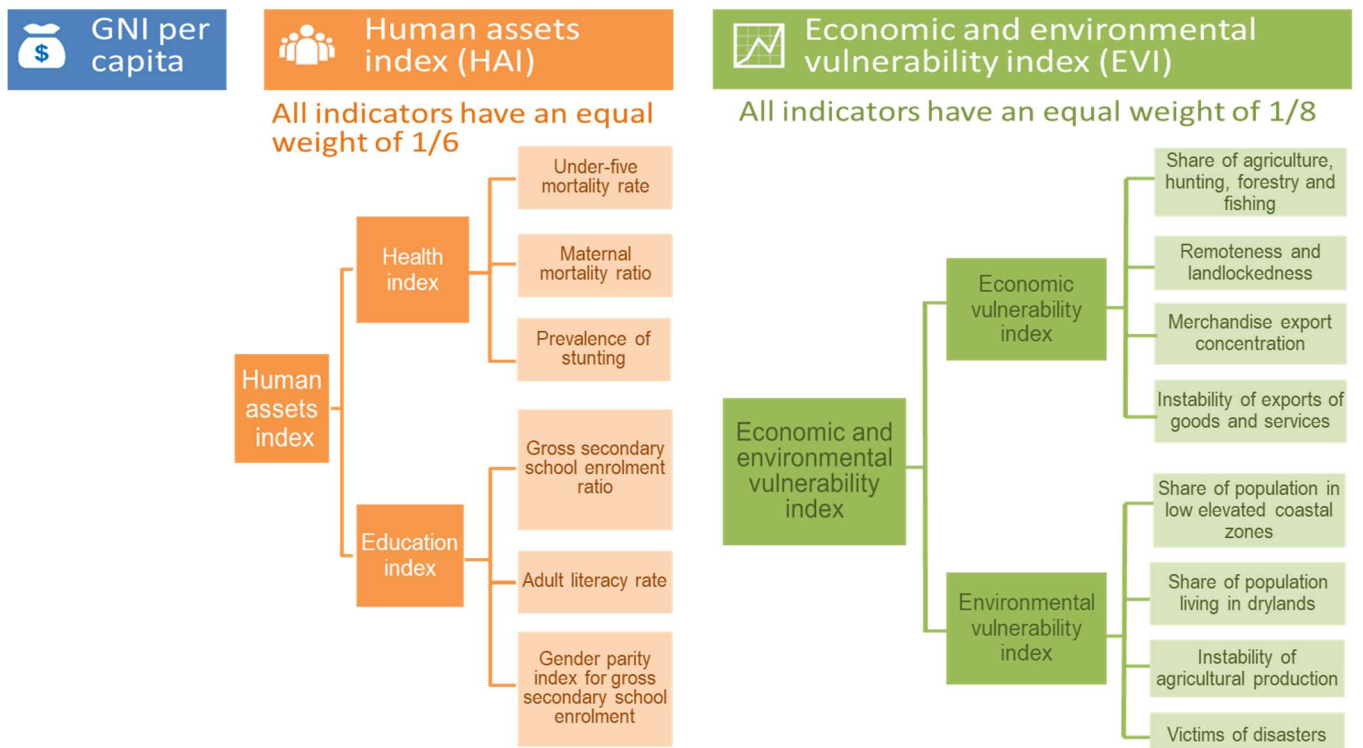 $
GNI per
capita
Human assets
index (HAI)
Economic and environmental
vulnerability index (EVI)
All indicators have an equal
weight of 1/6
All indicators have an equal weight of 1/8
Human
assets
index
Health
index
Under-five
mortality rate
Maternal
mortality ratio
Prevalence of
stunting
Education
index
Gross secondary
school enrolment
ratio
Adult literacy rate
Gender parity
index for gross
secondary school
enrolment
Economic and
environmental
vulnerability
index
Economic
vulnerability
index
Share of agriculture,
hunting, forestry and
fishing
Remoteness and
landlockedness
Merchandise export
concentration
Instability of exports of
goods and services
Environmental
vulnerability
index
Share of population in
low elevated coastal
zones
Share of population
living in drylands
Instability of
agricultural production
Victims of disasters